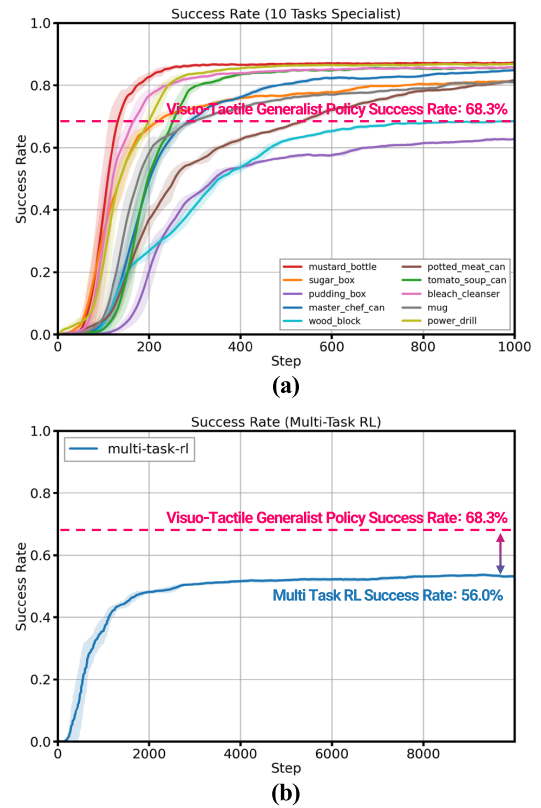 Success Rate (10 Tasks Specialist)
1.0
0.8
0.6
0.4
0.2
0.0
Success Rate
Visuo-Tactile Generalist Policy Success Rate: 68.3%
mustard_bottle
sugar_box
pudding_box
master_chef_can
wood_block
potted_meat_can
tomato_soup_can
bleach_cleanser
mug
power_drill
0 200 400 600 800 1000
Step
(a)
Success Rate (Multi-Task RL)
1.0
0.8
0.6
0.4
0.2
0.0
Success Rate
multi-task-rl
Visuo-Tactile Generalist Policy Success Rate: 68.3%
Multi Task RL Success Rate: 56.0%
0 2000 4000 6000 8000
Step
(b)